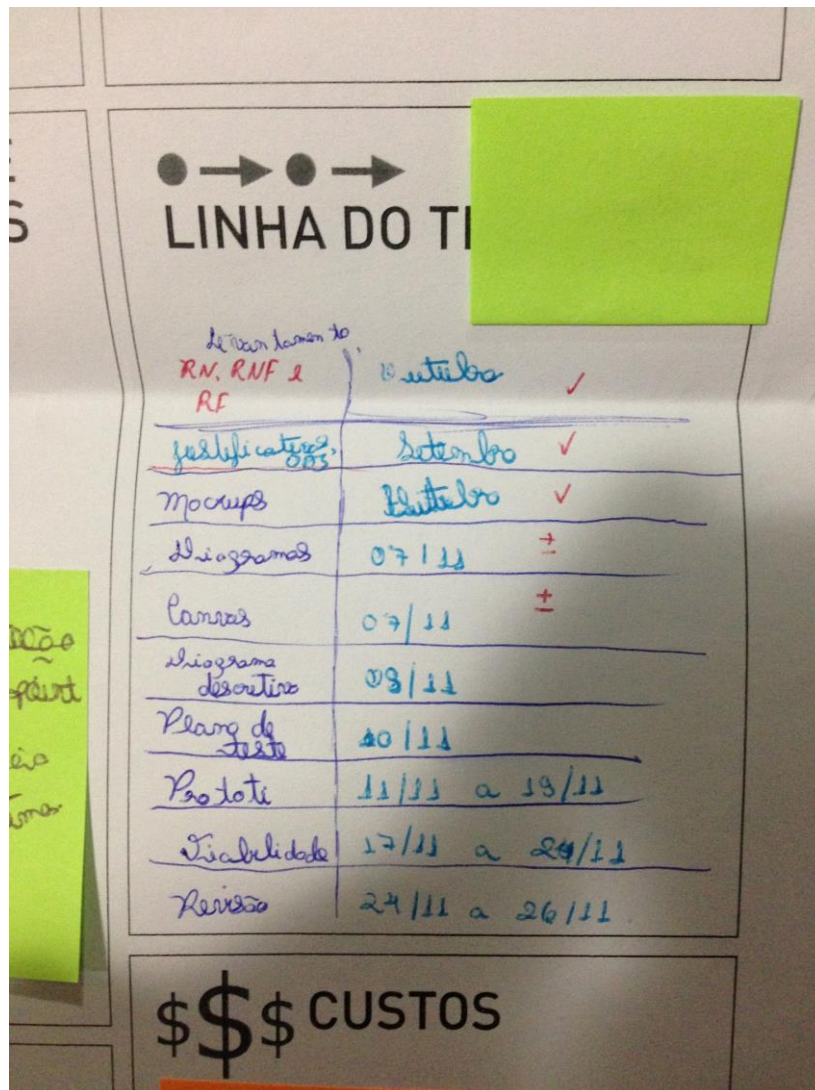 S
LINHA DO TI
Levantamento
RN, RNF e
RF
Outubro ✓
Justificativas,
Setembro ✓
Mockups
Outubro ✓
Diagramas 07/11 ±
Canvas 07/11 ±
Diagrama
descritivo
08/11
Plano de
teste
10/11
Prototi 11/11 a 19/11
Viabilidade 17/11 a 24/11
Revisão 24/11 a 26/11
$$$ CUSTOS